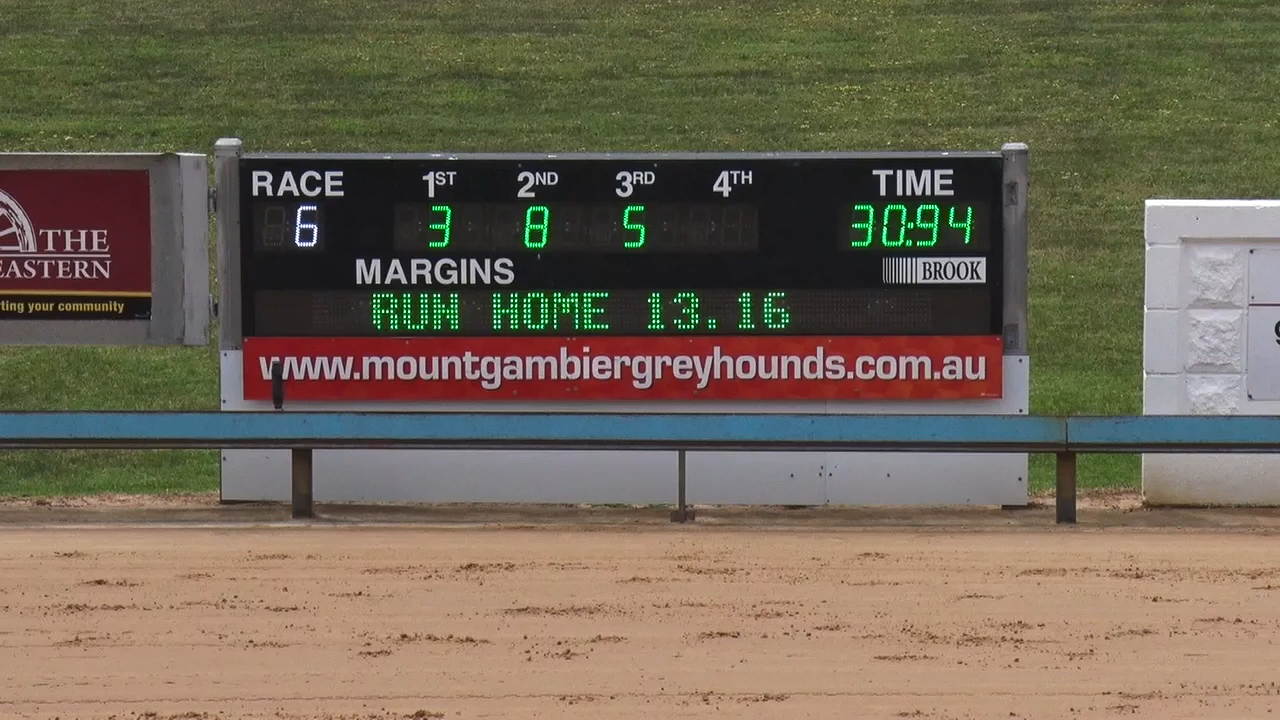 THE
EASTERN
rting your community
RACE 1ST 2ND 3RD 4TH TIME
6 3 8 5 30:94
MARGINS
BROOK
RUN HOME 13.16
www.mountgambiergreyhounds.com.au